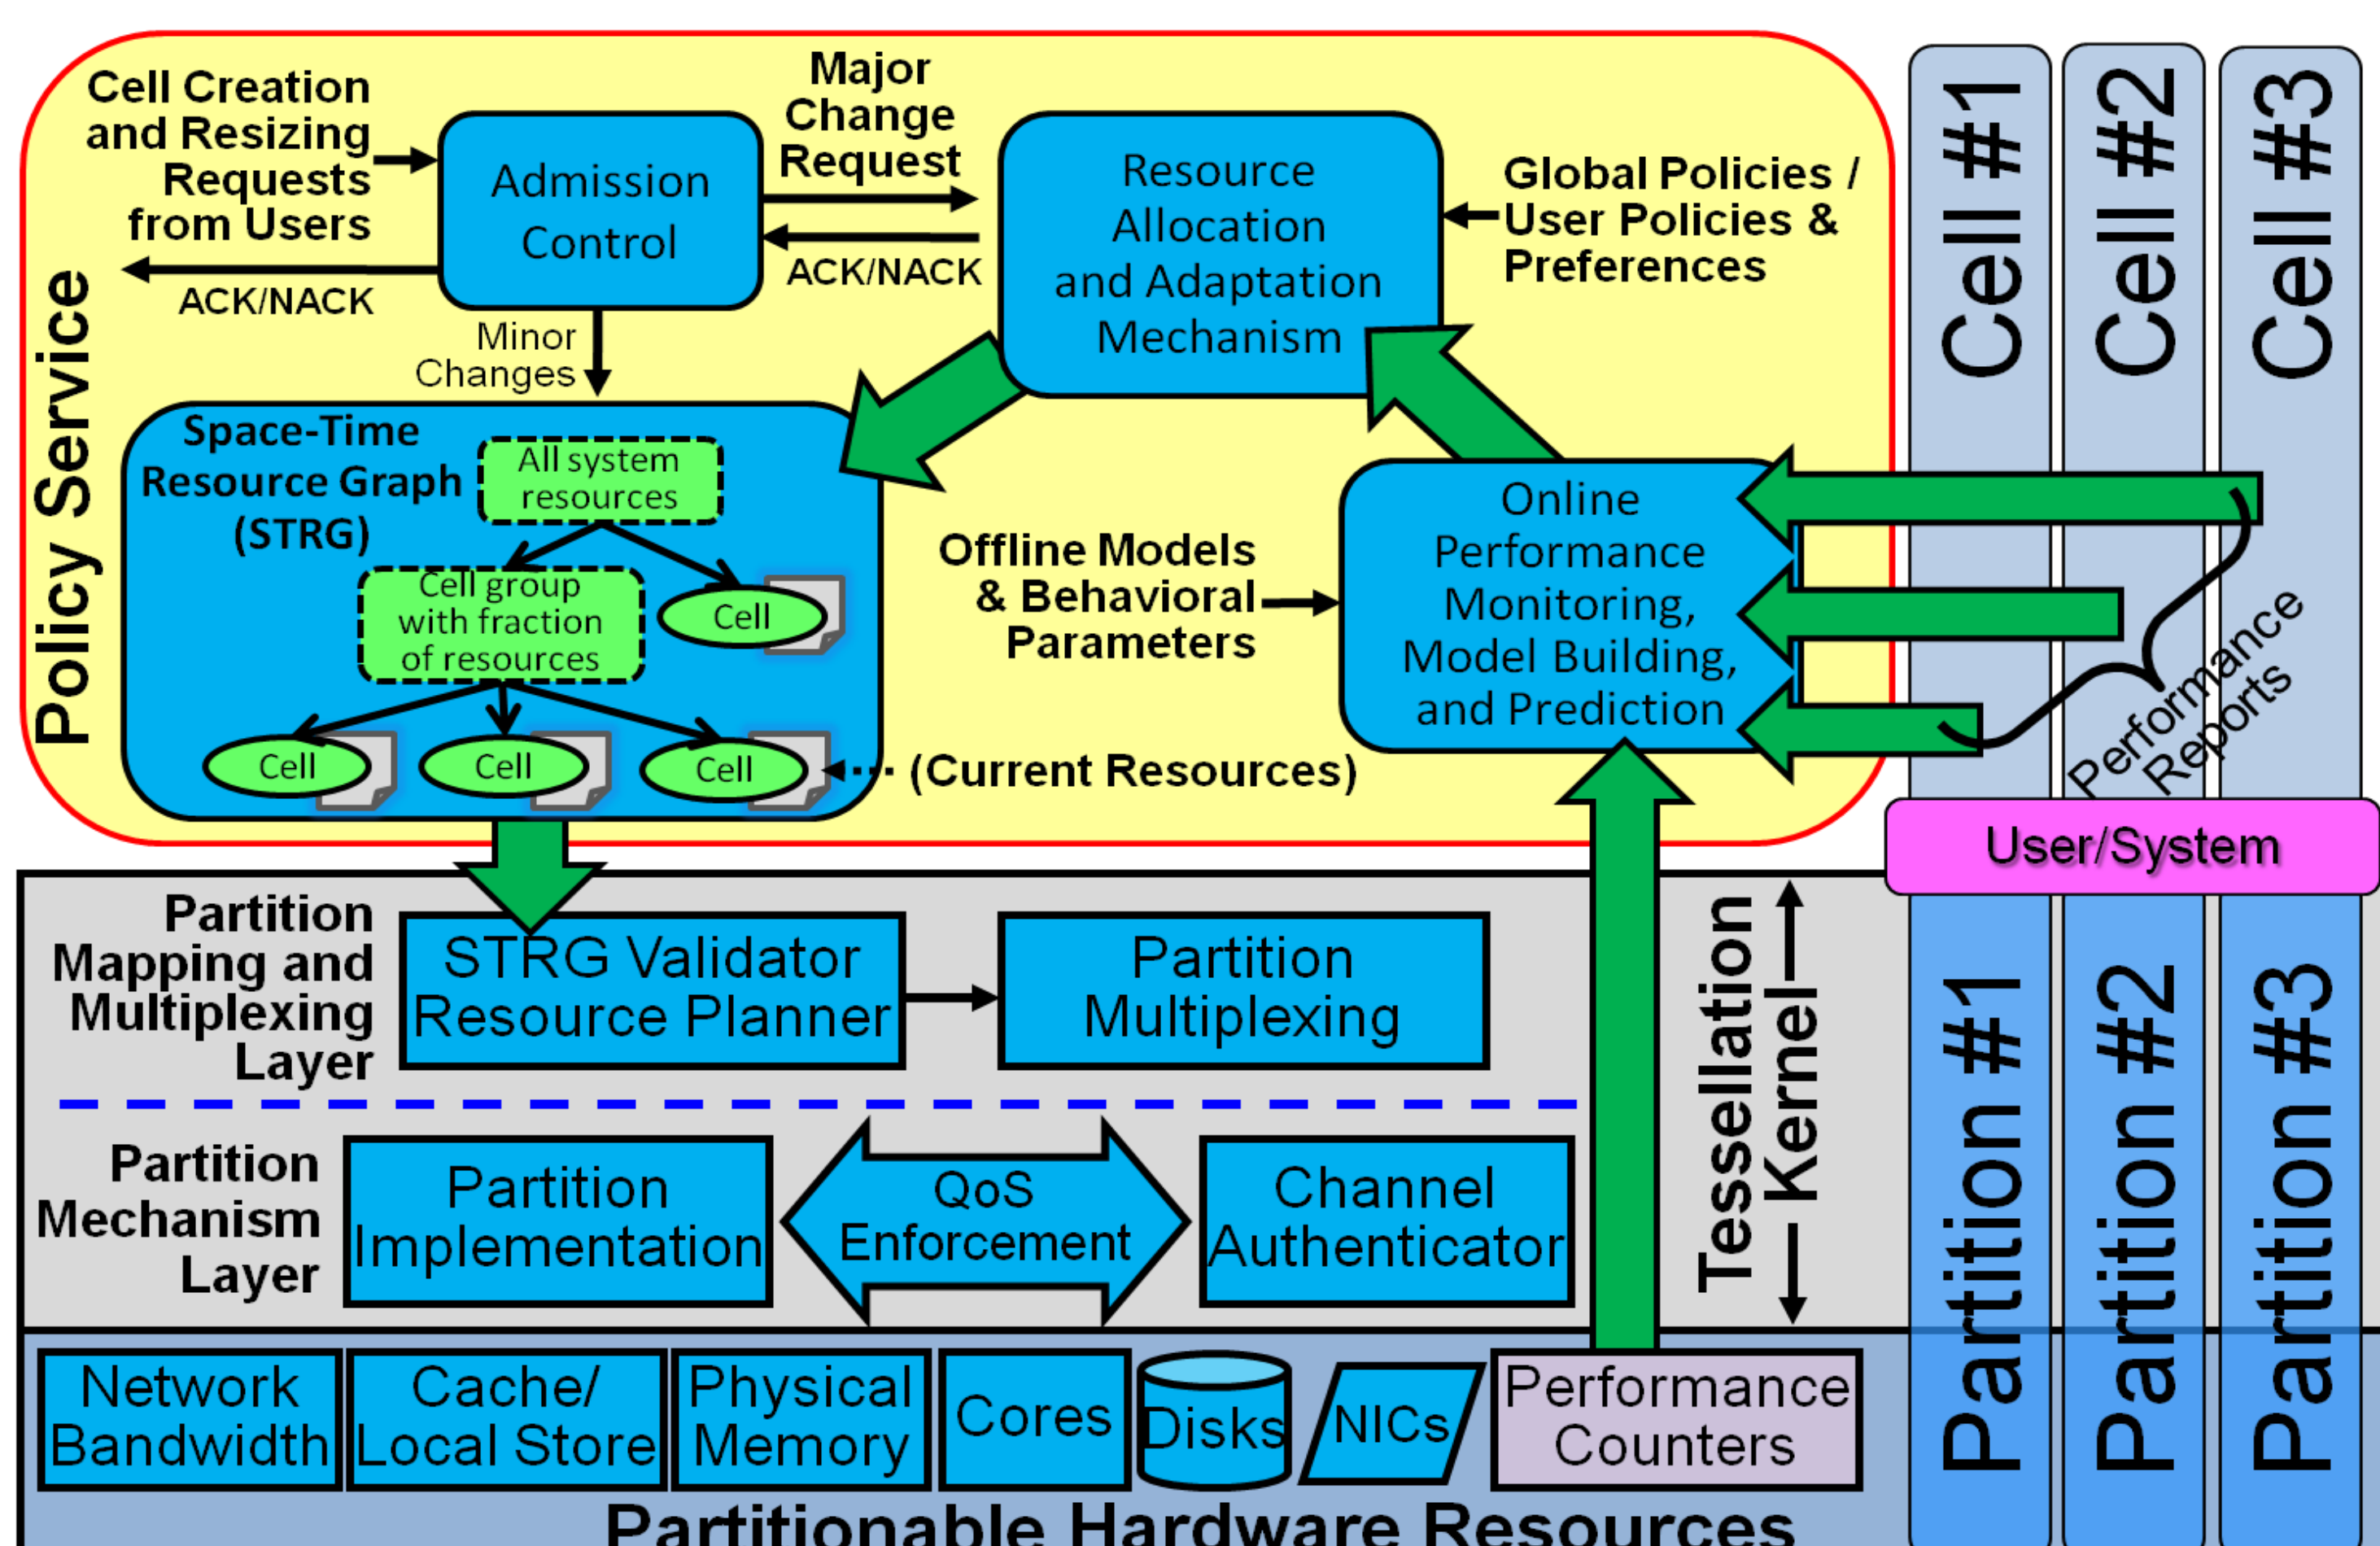 Cell Creation
and Resizing
Requests
from Users
Admission
Control
Major
Change
Request
ACK/NACK
ACK/NACK
Minor
Changes
Resource
Allocation
and Adaptation
Mechanism
Global Policies /
User Policies &
Preferences
Policy Service
Space-Time
Resource Graph
(STRG)
All system
resources
Cell group
with fraction
of resources
Cell
Cell
Cell
Cell
(Current Resources)
Offline Models
& Behavioral
Parameters
Online
Performance
Monitoring,
Model Building,
and Prediction
Performance
Reports
Cell #1
Cell #2
Cell #3
User/System
Partition
Mapping and
Multiplexing
Layer
STRG Validator
Resource Planner
Partition
Multiplexing
Partition
Mechanism
Layer
Partition
Implementation
QoS
Enforcement
Channel
Authenticator
Tessellation
Kernel
Partition #1
Partition #2
Partition #3
Network
Bandwidth
Cache/
Local Store
Physical
Memory
Cores
Disks
NICs
Performance
Counters
Partitionable Hardware Resources